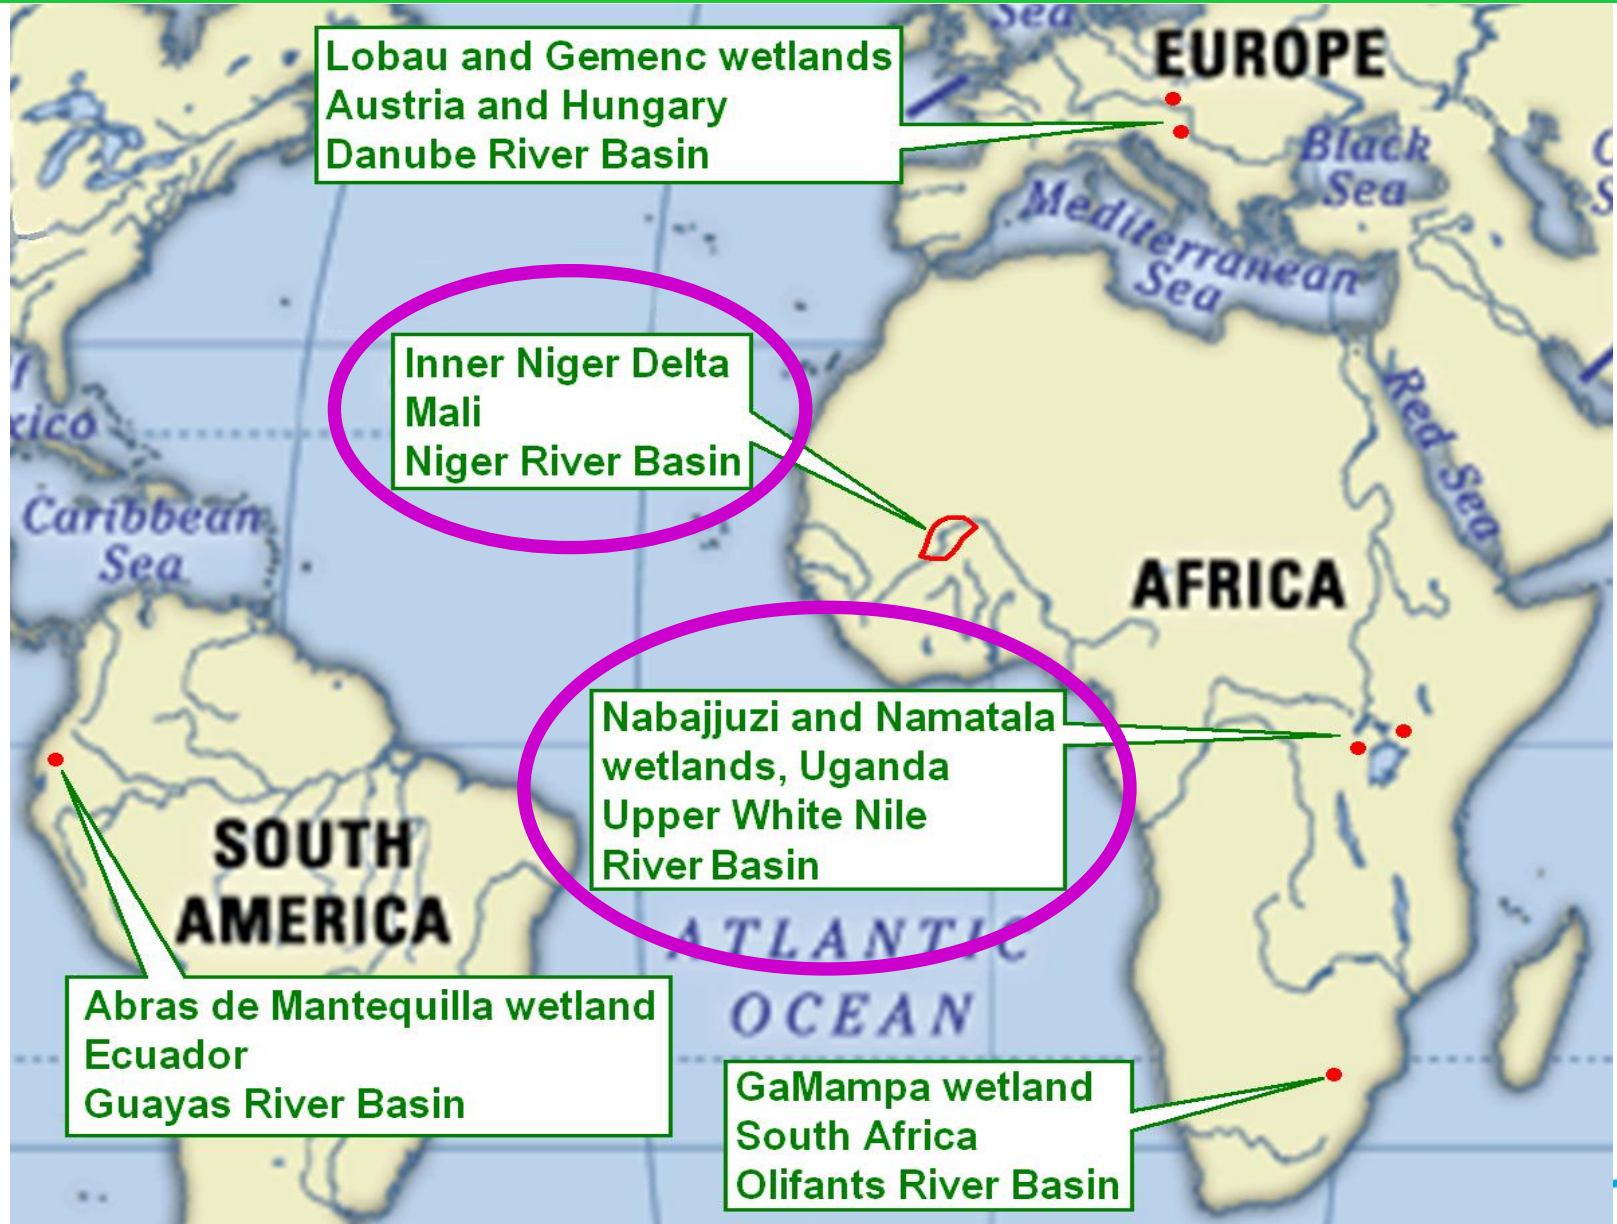 Sea
EUROPE
Lobau and Gemenc wetlands
Austria and Hungary
Danube River Basin
Black
Sea
Mediterranean
Sea
Inner Niger Delta
Mali
Niger River Basin
Red Sea
Caribbean
Sea
AFRICA
Nabajjuzi and Namatala
wetlands, Uganda
Upper White Nile
River Basin
SOUTH
AMERICA
ATLANTIC
OCEAN
Abras de Mantequilla wetland
Ecuador
Guayas River Basin
GaMampa wetland
South Africa
Olifants River Basin